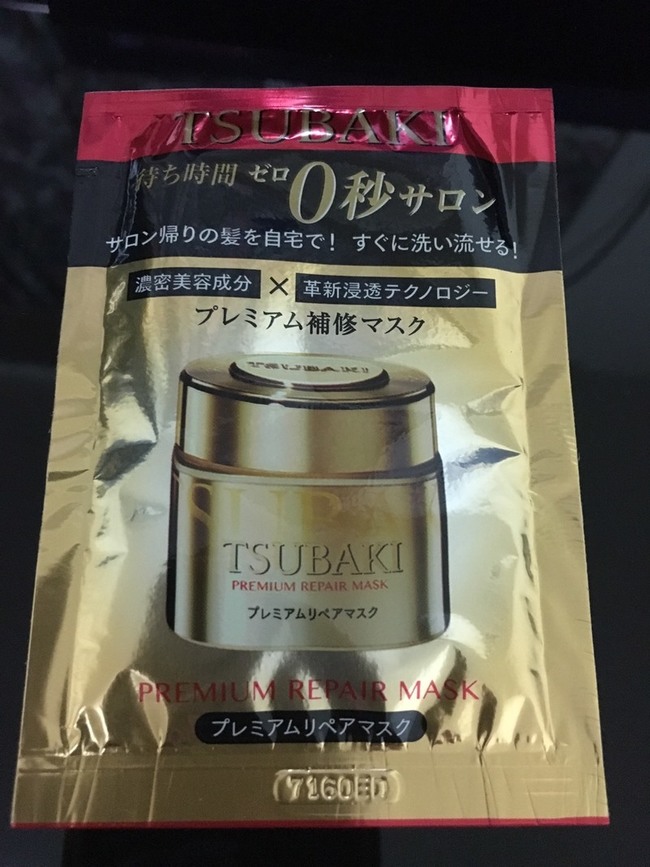 TSUBAKI
待ち時間 ゼロ 0秒サロン
サロン帰りの髪を自宅で! すぐに洗い流せる!
濃密美容成分 × 革新浸透テクノロジー
プレミアム補修マスク
TSUBAKI
TSUBAKI
PREMIUM REPAIR MASK
プレミアムリペアマスク
PREMIUM REPAIR MASK
プレミアムリペアマスク